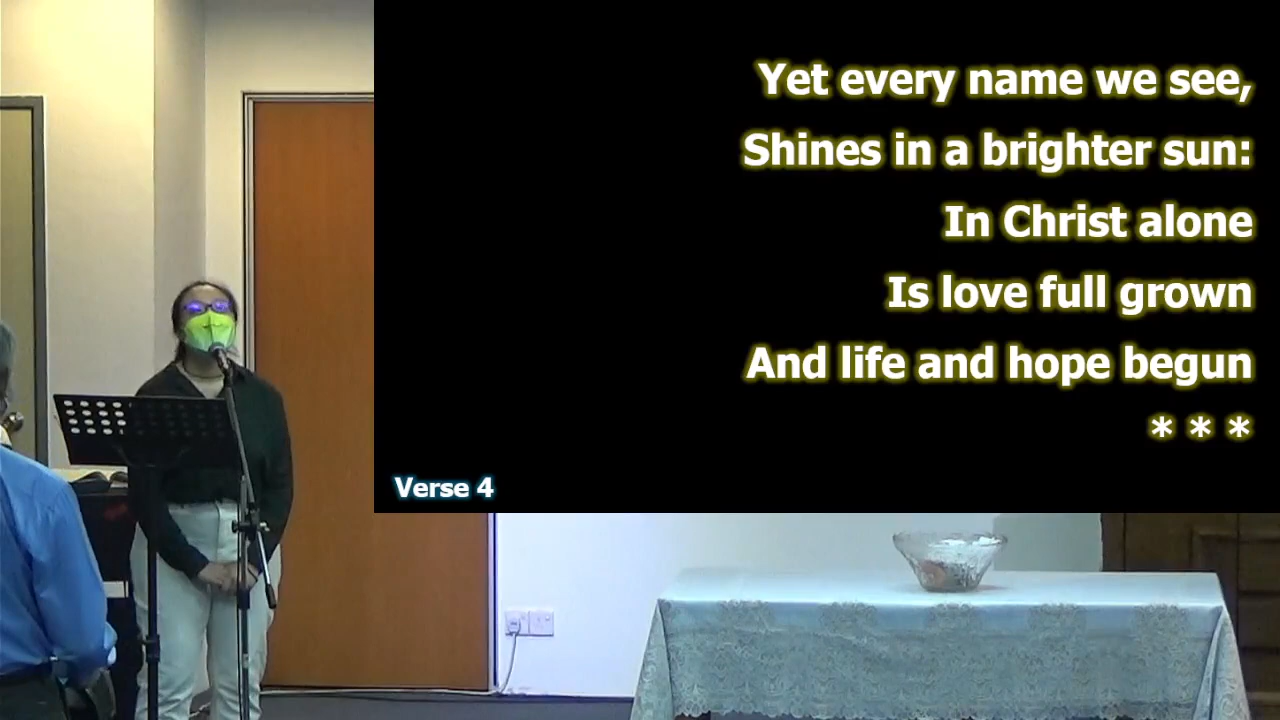 Yet every name we see,
Shines in a brighter sun:
In Christ alone
Is love full grown
And life and hope begun
* * *
Verse 4